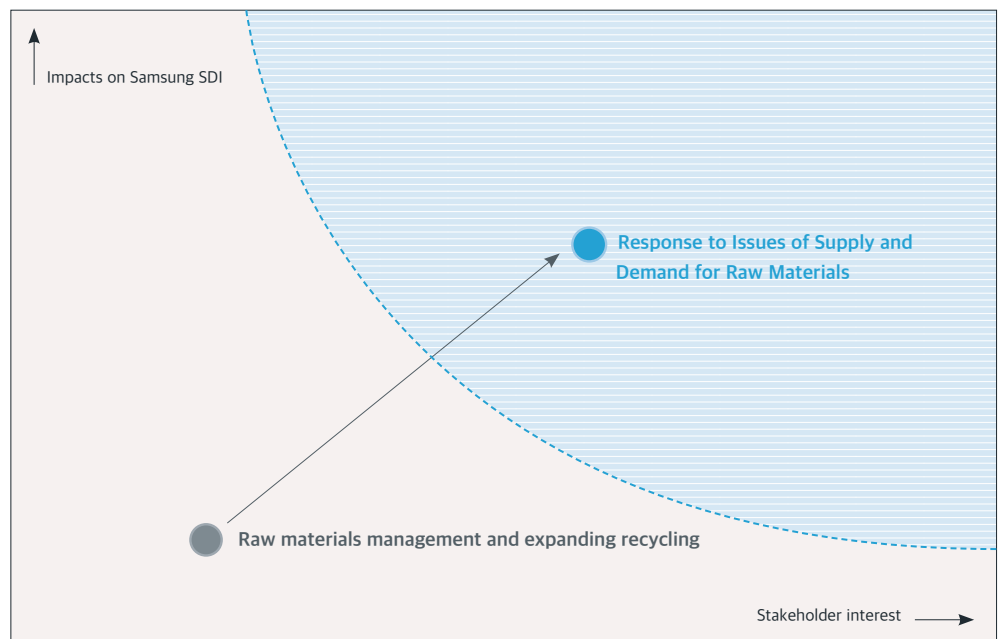 Impacts on Samsung SDI
Response to Issues of Supply and
Demand for Raw Materials
Raw materials management and expanding recycling
Stakeholder interest